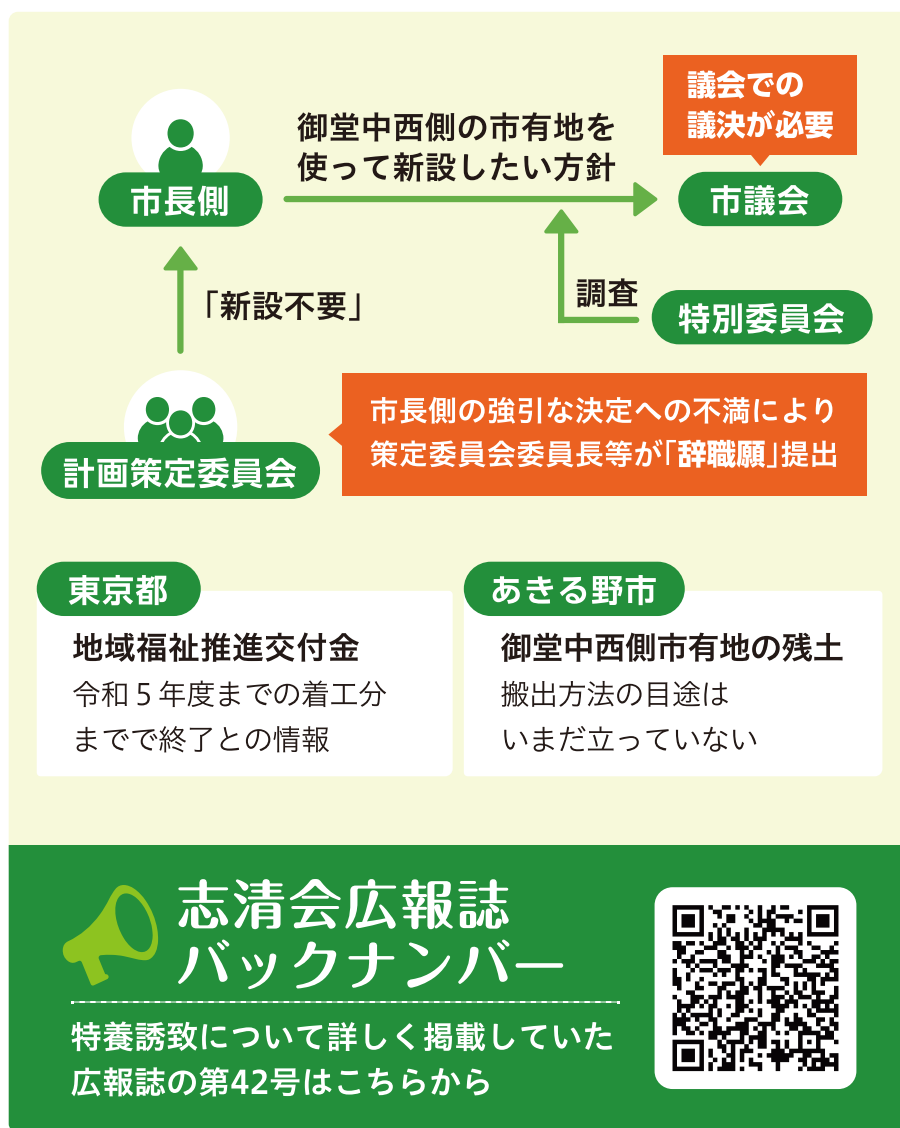 議会での
議決が必要
御堂中西側の市有地を
使って新設したい方針
市長側
市議会
「新設不要」
調査
特別委員会
市長側の強引な決定への不満により
策定委員会委員長等が「辞職願」提出
計画策定委員会
東京都
地域福祉推進交付金
令和5年度までの着工分
までで終了との情報
あきる野市
御堂中西側市有地の残土
搬出方法の目途は
いまだ立っていない
志清会広報誌
バックナンバー
特養誘致について詳しく掲載していた
広報誌の第42号はこちらから